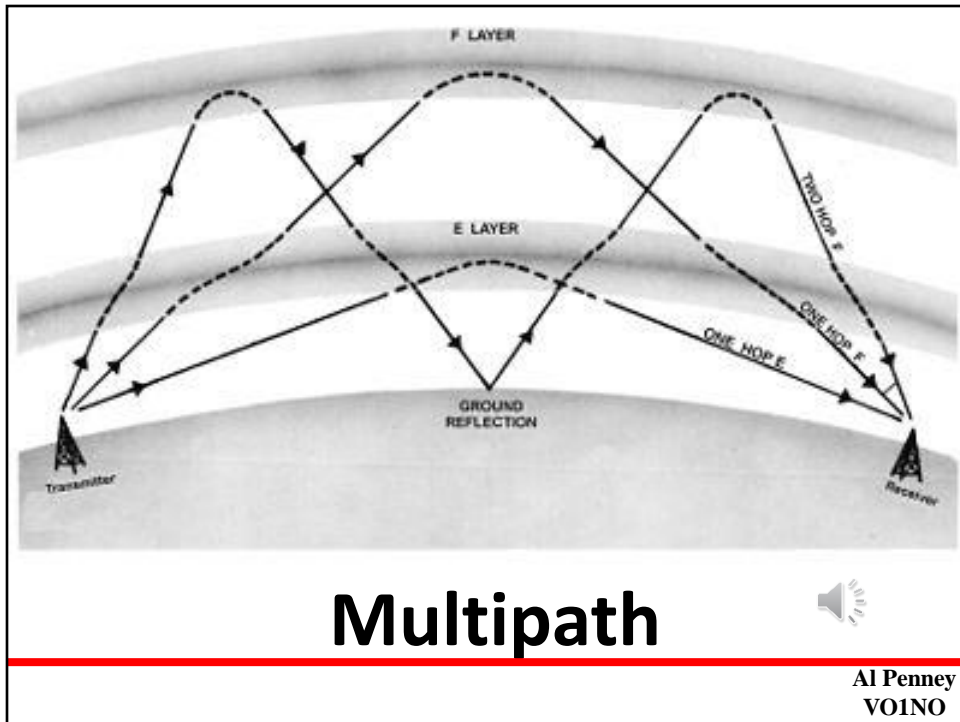 F LAYER
E LAYER
TWO HOP F
ONE HOP F
ONE HOP E
GROUND
REFLECTION
Transmitter
Receiver
Multipath
Al Penney
VO1NO